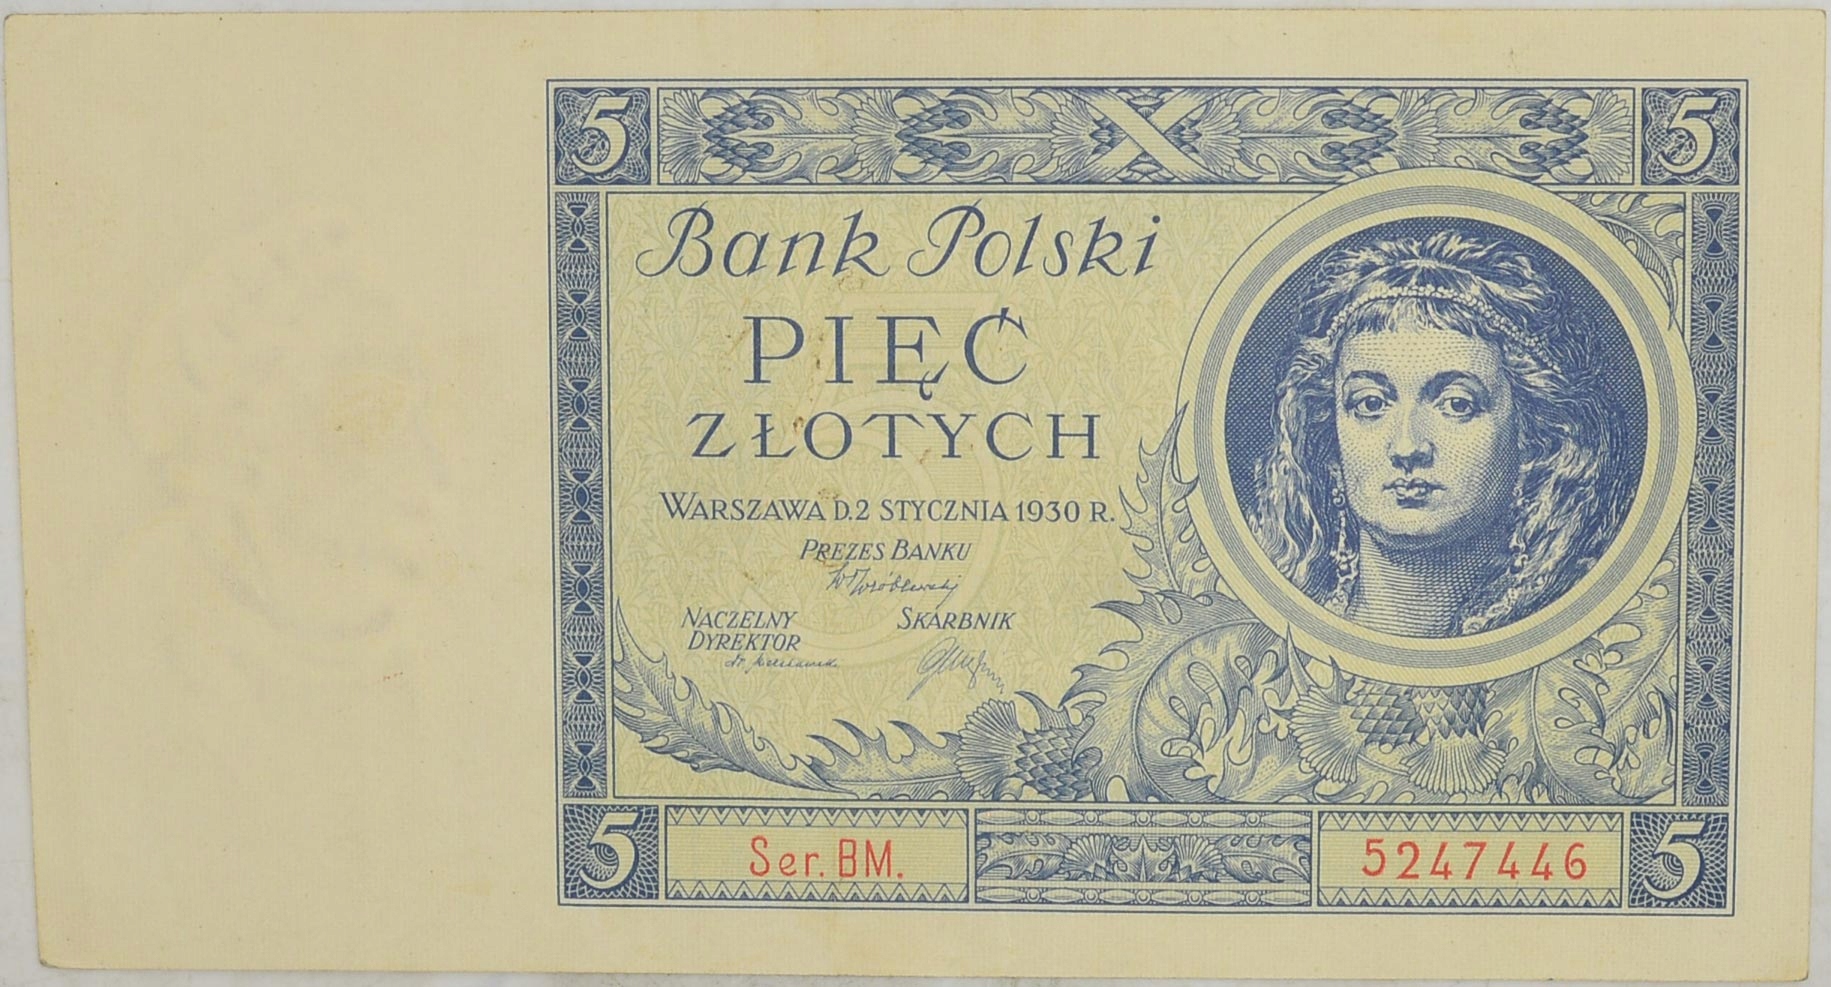 5 5
Bank Polski
PIĘĆ
ZŁOTYCH
WARSZAWA D.2 STYCZNIA 1930 R.
PREZES BANKU
NACZELNY
DYREKTOR
SKARBNIK
5 Ser. BM. 5247446 5